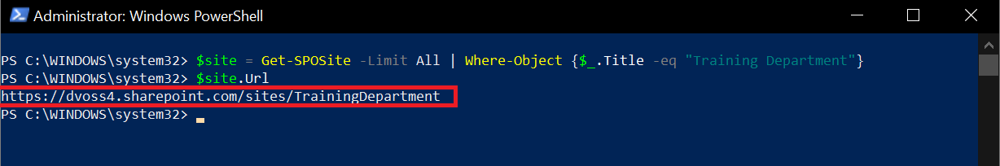 Administrator: Windows PowerShell
PS C:\WINDOWS\system32> $site = Get-SPOSite -Limit All | Where-Object {$_.Title -eq "Training Department"}
PS C:\WINDOWS\system32> $site.Url
https://dvoss4.sharepoint.com/sites/TrainingDepartment
PS C:\WINDOWS\system32>